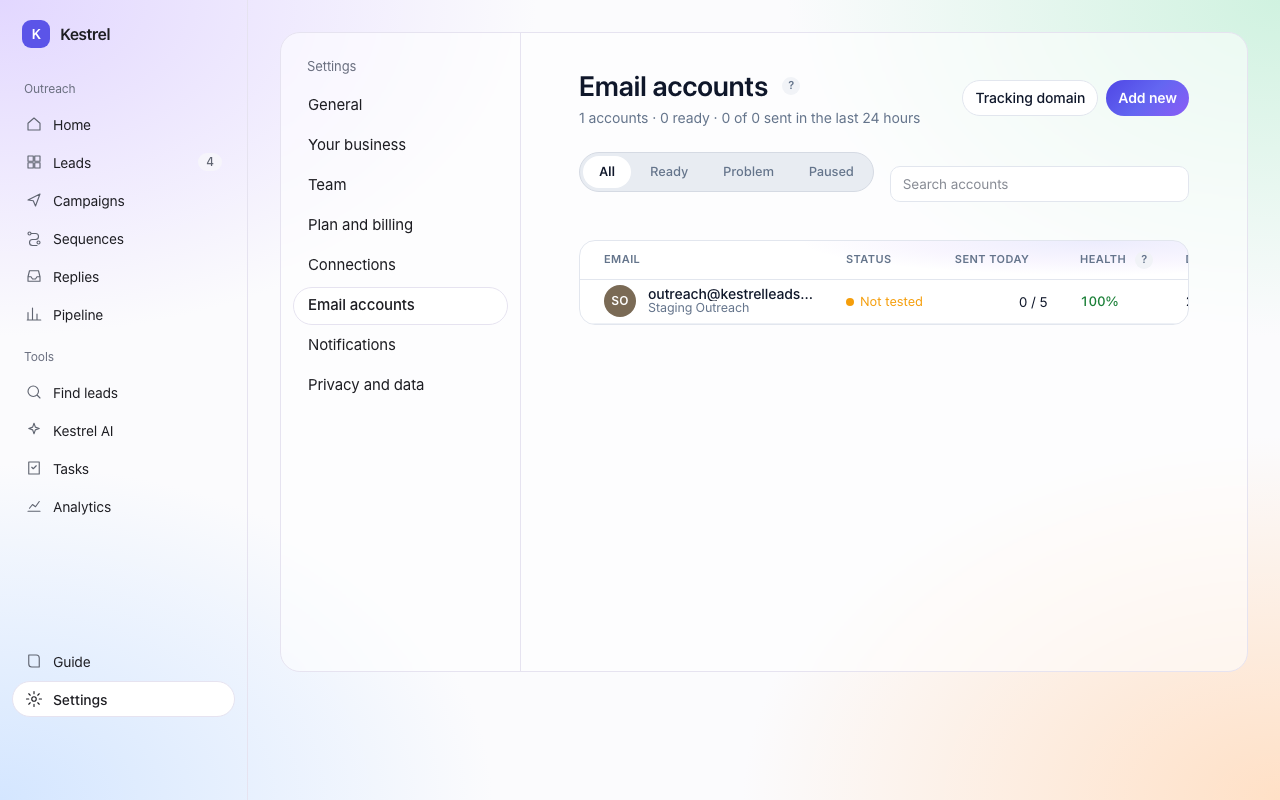 K Kestrel
Outreach
Home
Leads 4
Campaigns
Sequences
Replies
Pipeline
Tools
Find leads
Kestrel AI
Tasks
Analytics
Guide
Settings
Settings
General
Your business
Team
Plan and billing
Connections
Email accounts
Notifications
Privacy and data
Email accounts ?
1 accounts · 0 ready · 0 of 0 sent in the last 24 hours
Tracking domain
Add new
All Ready Problem Paused
Search accounts
EMAIL STATUS SENT TODAY HEALTH ?
SO outreach@kestrelleads... Not tested 0 / 5 100%
Staging Outreach